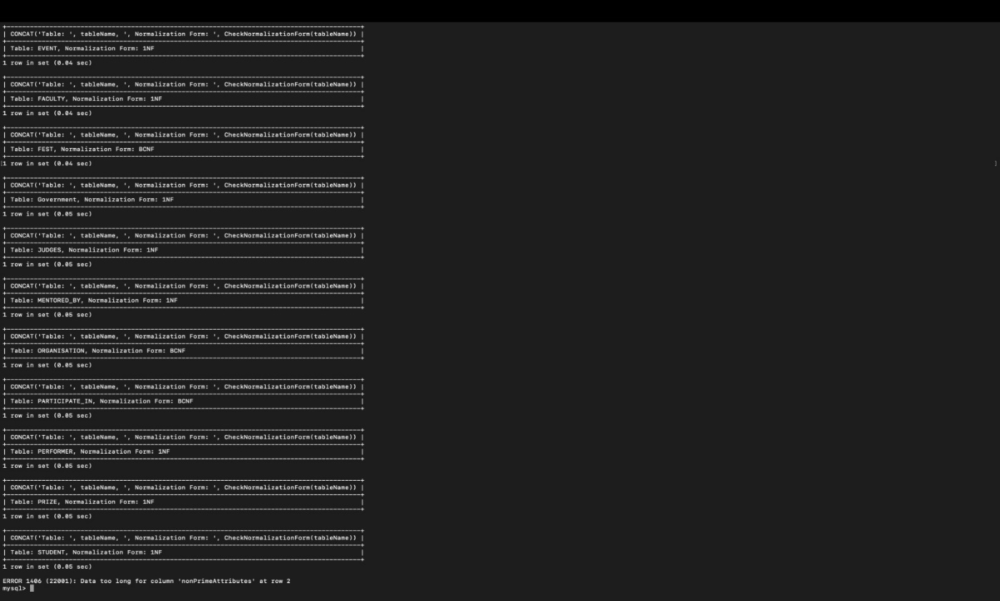 | CONCAT('Table: ', tableName, ', Normalization Form: ', CheckNormalizationForm(tableName)) |
| Table: EVENT, Normalization Form: 1NF |
1 row in set (0.04 sec)
| CONCAT('Table: ', tableName, ', Normalization Form: ', CheckNormalizationForm(tableName)) |
| Table: FACULTY, Normalization Form: 1NF |
1 row in set (0.04 sec)
| CONCAT('Table: ', tableName, ', Normalization Form: ', CheckNormalizationForm(tableName)) |
| Table: FEST, Normalization Form: BCNF |
[1 row in set (0.04 sec) ]
| CONCAT('Table: ', tableName, ', Normalization Form: ', CheckNormalizationForm(tableName)) |
| Table: Government, Normalization Form: 1NF |
1 row in set (0.05 sec)
| CONCAT('Table: ', tableName, ', Normalization Form: ', CheckNormalizationForm(tableName)) |
| Table: JUDGES, Normalization Form: 1NF |
1 row in set (0.05 sec)
| CONCAT('Table: ', tableName, ', Normalization Form: ', CheckNormalizationForm(tableName)) |
| Table: MENTORED_BY, Normalization Form: 1NF |
1 row in set (0.05 sec)
| CONCAT('Table: ', tableName, ', Normalization Form: ', CheckNormalizationForm(tableName)) |
| Table: ORGANISATION, Normalization Form: BCNF |
1 row in set (0.05 sec)
| CONCAT('Table: ', tableName, ', Normalization Form: ', CheckNormalizationForm(tableName)) |
| Table: PARTICIPATE_IN, Normalization Form: BCNF |
1 row in set (0.05 sec)
| CONCAT('Table: ', tableName, ', Normalization Form: ', CheckNormalizationForm(tableName)) |
| Table: PERFORMER, Normalization Form: 1NF |
1 row in set (0.05 sec)
| CONCAT('Table: ', tableName, ', Normalization Form: ', CheckNormalizationForm(tableName)) |
| Table: PRIZE, Normalization Form: 1NF |
1 row in set (0.05 sec)
| CONCAT('Table: ', tableName, ', Normalization Form: ', CheckNormalizationForm(tableName)) |
| Table: STUDENT, Normalization Form: 1NF |
1 row in set (0.05 sec)
ERROR 1406 (22001): Data too long for column 'nonPrimeAttributes' at row 2
mysql>